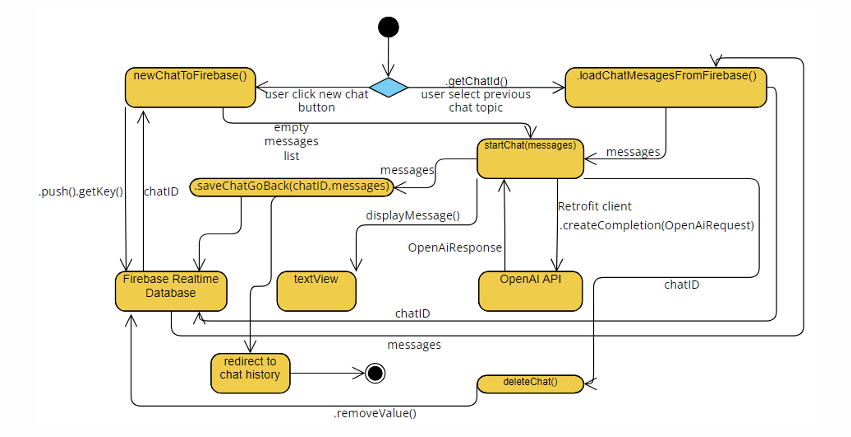 newChatToFirebase()
.getChatId()
.loadChatMesagesFromFirebase()
user click new chat
button
user select previous
chat topic
empty
messages
list
startChat(messages)
messages
messages
.saveChatGoBack(chatID,messages)
.push().getKey()
chatID
displayMessage()
Retrofit client
.createCompletion(OpenAiRequest)
OpenAiResponse
Firebase Realtime
Database
textView
OpenAI API
chatID
chatID
messages
redirect to
chat history
deleteChat()
.removeValue()